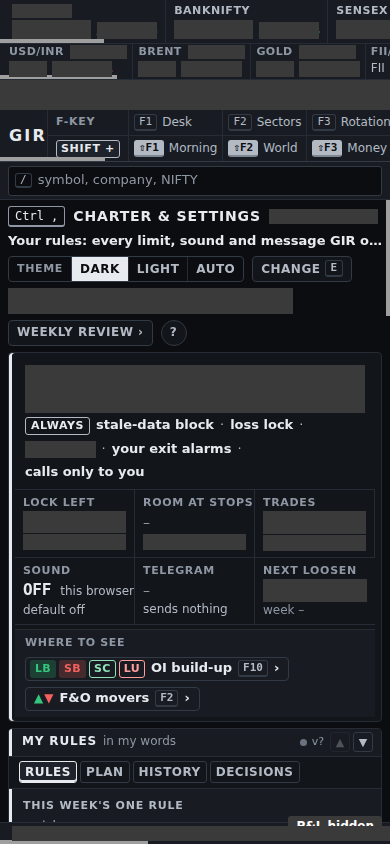 BANKNIFTY SENSEX
USD/INR BRENT GOLD FII/
FII
GIR F-KEY F1 Desk F2 Sectors F3 Rotation
SHIFT + ⇧F1 Morning ⇧F2 World ⇧F3 Money
/ symbol, company, NIFTY
Ctrl , CHARTER & SETTINGS
Your rules: every limit, sound and message GIR o…
THEME DARK LIGHT AUTO CHANGE E
WEEKLY REVIEW › ?
ALWAYS stale-data block · loss lock ·
· your exit alarms ·
calls only to you
LOCK LEFT ROOM AT STOPS TRADES
–
SOUND TELEGRAM NEXT LOOSEN
OFF this browser –
default off sends nothing week –
WHERE TO SEE
LB SB SC LU OI build-up F10 ›
▲▼ F&O movers F2 ›
MY RULES in my words ● v? ▲ ▼
RULES PLAN HISTORY DECISIONS
THIS WEEK'S ONE RULE